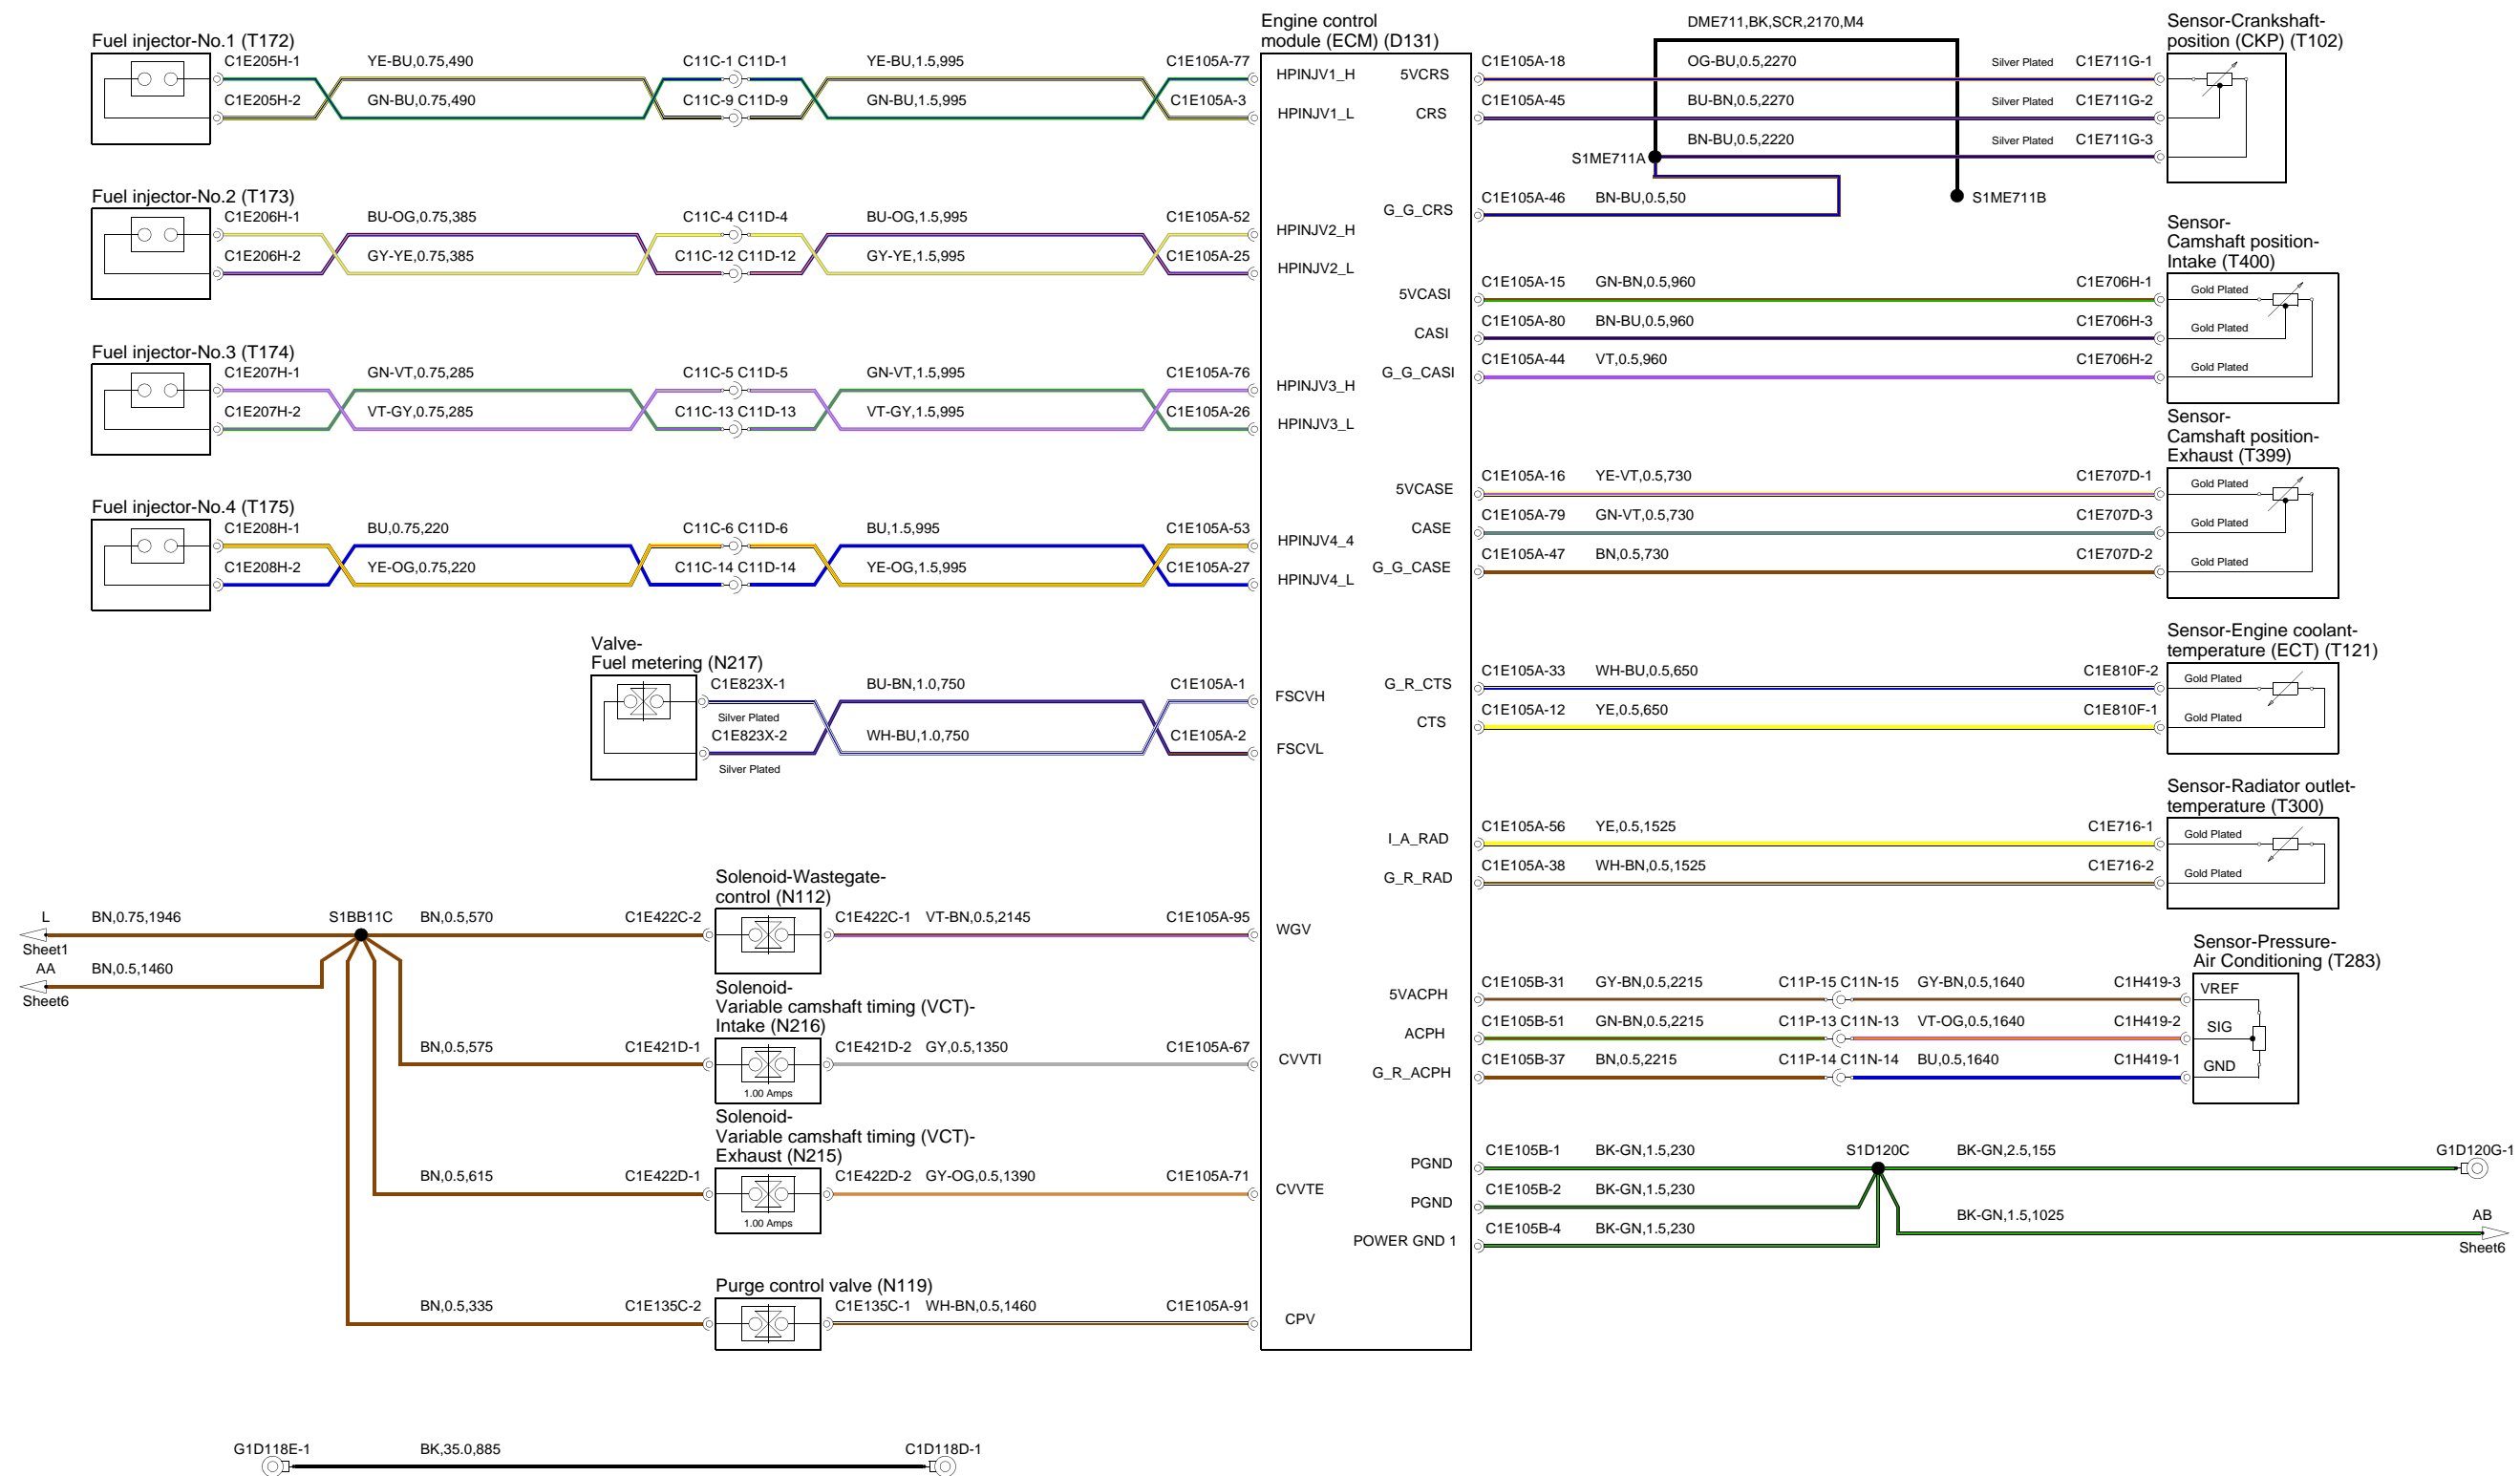 Fuel injector-No.1 (T172)
C1E205H-1 YE-BU,0.75,490 C11C-1 C11D-1 YE-BU,1.5,995 C1E105A-77
C1E205H-2 GN-BU,0.75,490 C11C-9 C11D-9 GN-BU,1.5,995 C1E105A-3
Fuel injector-No.2 (T173)
C1E206H-1 BU-OG,0.75,385 C11C-4 C11D-4 BU-OG,1.5,995 C1E105A-52
C1E206H-2 GY-YE,0.75,385 C11C-12 C11D-12 GY-YE,1.5,995 C1E105A-25
Fuel injector-No.3 (T174)
C1E207H-1 GN-VT,0.75,285 C11C-5 C11D-5 GN-VT,1.5,995 C1E105A-76
C1E207H-2 VT-GY,0.75,285 C11C-13 C11D-13 VT-GY,1.5,995 C1E105A-26
Fuel injector-No.4 (T175)
C1E208H-1 BU,0.75,220 C11C-6 C11D-6 BU,1.5,995 C1E105A-53
C1E208H-2 YE-OG,0.75,220 C11C-14 C11D-14 YE-OG,1.5,995 C1E105A-27
Valve-
Fuel metering (N217)
C1E823X-1 BU-BN,1.0,750 C1E105A-1
Silver Plated
C1E823X-2 WH-BU,1.0,750 C1E105A-2
Silver Plated
Solenoid-Wastegate-
control (N112)
L BN,0.75,1946 S1BB11C BN,0.5,570 C1E422C-2 C1E422C-1 VT-BN,0.5,2145 C1E105A-95
Sheet1
AA BN,0.5,1460
Sheet6
Solenoid-
Variable camshaft timing (VCT)-
Intake (N216)
BN,0.5,575 C1E421D-1 C1E421D-2 GY,0.5,1350 C1E105A-67
1.00 Amps
Solenoid-
Variable camshaft timing (VCT)-
Exhaust (N215)
BN,0.5,615 C1E422D-1 C1E422D-2 GY-OG,0.5,1390 C1E105A-71
1.00 Amps
Purge control valve (N119)
BN,0.5,335 C1E135C-2 C1E135C-1 WH-BN,0.5,1460 C1E105A-91
G1D118E-1 BK,35.0,885 C1D118D-1
Engine control
module (ECM) (D131)
HPINJV1_H 5VCRS
HPINJV1_L CRS
G_G_CRS
HPINJV2_H
HPINJV2_L
5VCASI
CASI
G_G_CASI
HPINJV3_H
HPINJV3_L
5VCASE
CASE
HPINJV4_4
G_G_CASE
HPINJV4_L
FSCVH G_R_CTS
CTS
FSCVL
I_A_RAD
G_R_RAD
WGV
5VACPH
ACPH
CVVTI G_R_ACPH
PGND
CVVTE
PGND
POWER GND 1
CPV
DME711,BK,SCR,2170,M4
Sensor-Crankshaft-
position (CKP) (T102)
C1E105A-18 OG-BU,0.5,2270 Silver Plated C1E711G-1
C1E105A-45 BU-BN,0.5,2270 Silver Plated C1E711G-2
BN-BU,0.5,2220 Silver Plated C1E711G-3
S1ME711A
C1E105A-46 BN-BU,0.5,50 S1ME711B
Sensor-
Camshaft position-
Intake (T400)
C1E105A-15 GN-BN,0.5,960 C1E706H-1 Gold Plated
C1E105A-80 BN-BU,0.5,960 C1E706H-3 Gold Plated
C1E105A-44 VT,0.5,960 C1E706H-2 Gold Plated
Sensor-
Camshaft position-
Exhaust (T399)
C1E105A-16 YE-VT,0.5,730 C1E707D-1 Gold Plated
C1E105A-79 GN-VT,0.5,730 C1E707D-3 Gold Plated
C1E105A-47 BN,0.5,730 C1E707D-2 Gold Plated
Sensor-Engine coolant-
temperature (ECT) (T121)
C1E105A-33 WH-BU,0.5,650 C1E810F-2 Gold Plated
C1E105A-12 YE,0.5,650 C1E810F-1 Gold Plated
Sensor-Radiator outlet-
temperature (T300)
C1E105A-56 YE,0.5,1525 C1E716-1 Gold Plated
C1E105A-38 WH-BN,0.5,1525 C1E716-2 Gold Plated
Sensor-Pressure-
Air Conditioning (T283)
C1E105B-31 GY-BN,0.5,2215 C11P-15 C11N-15 GY-BN,0.5,1640 C1H419-3 VREF
C1E105B-51 GN-BN,0.5,2215 C11P-13 C11N-13 VT-OG,0.5,1640 C1H419-2 SIG
C1E105B-37 BN,0.5,2215 C11P-14 C11N-14 BU,0.5,1640 C1H419-1 GND
C1E105B-1 BK-GN,1.5,230 S1D120C BK-GN,2.5,155 G1D120G-1
C1E105B-2 BK-GN,1.5,230
BK-GN,1.5,1025 AB
C1E105B-4 BK-GN,1.5,230
Sheet6